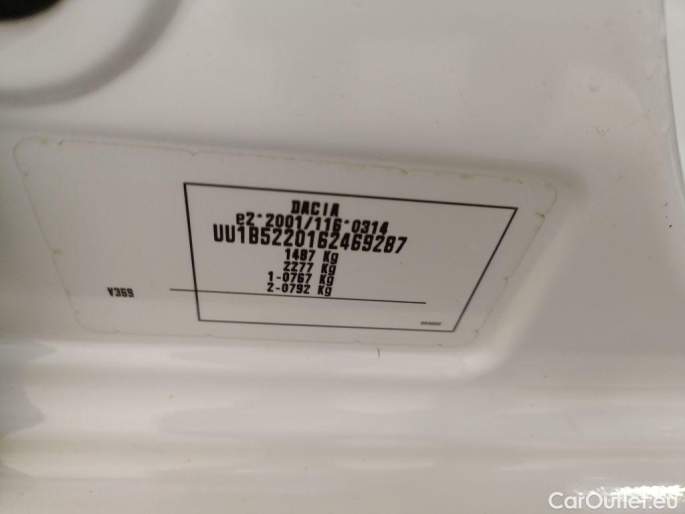 DACIA
e2*2001/116*0314
UU1B5220162469287
1487 Kg
2277 Kg
1-0767 Kg
2-0792 Kg
V369
CarOutlet.eu